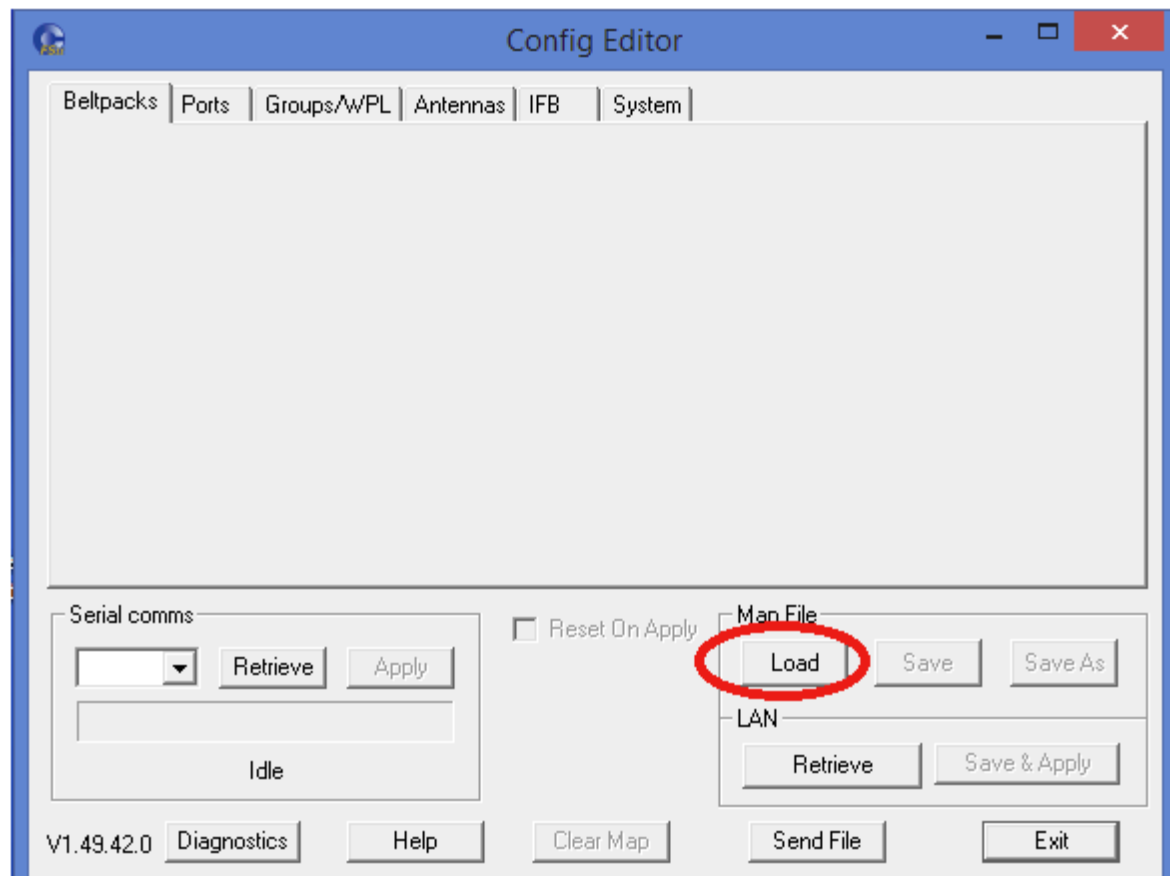 Config Editor
Beltpacks Ports Groups/WPL Antennas IFB System
Serial comms
Reset On Apply
Map File
Retrieve Apply
Load Save Save As
Idle
LAN
Retrieve Save & Apply
V1.49.42.0 Diagnostics Help Clear Map Send File Exit